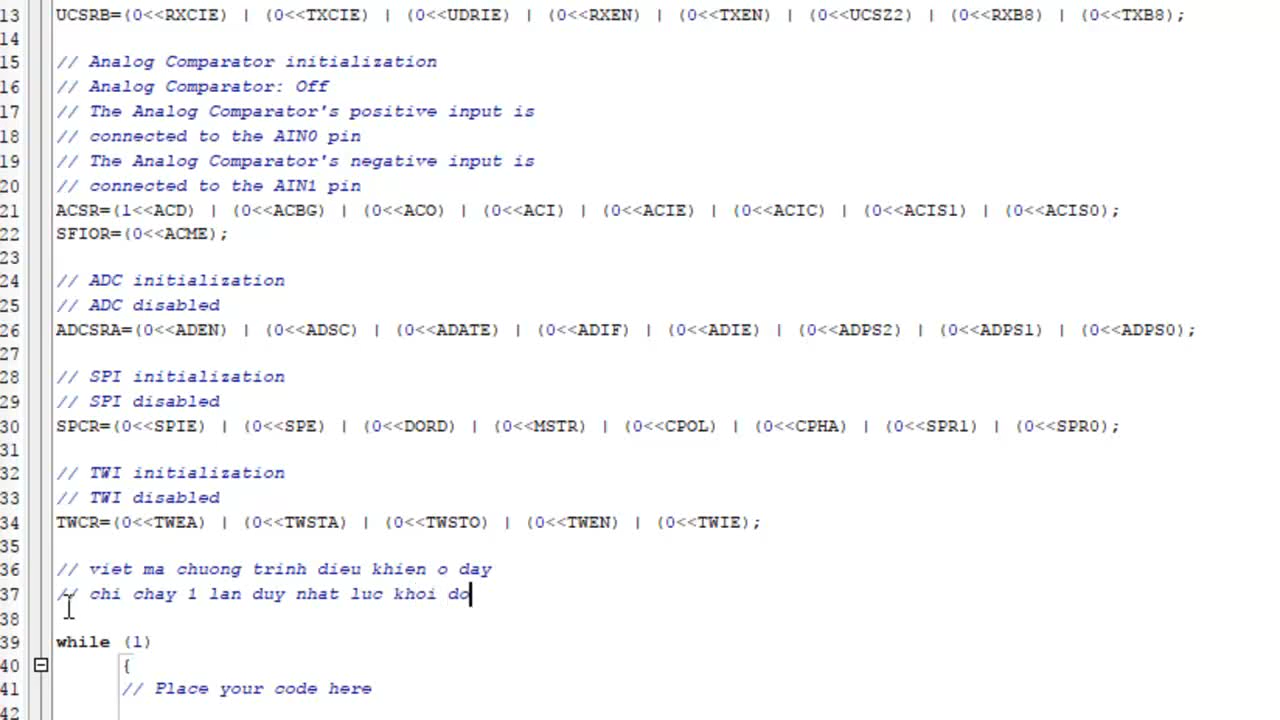 13 UCSRB=(0<<RXCIE) | (0<<TXCIE) | (0<<UDRIE) | (0<<RXEN) | (0<<TXEN) | (0<<UCSZ2) | (0<<RXB8) | (0<<TXB8);
14
15 // Analog Comparator initialization
16 // Analog Comparator: Off
17 // The Analog Comparator's positive input is
18 // connected to the AIN0 pin
19 // The Analog Comparator's negative input is
20 // connected to the AIN1 pin
21 ACSR=(1<<ACD) | (0<<ACBG) | (0<<ACO) | (0<<ACI) | (0<<ACIE) | (0<<ACIC) | (0<<ACIS1) | (0<<ACIS0);
22 SFIOR=(0<<ACME);
23
24 // ADC initialization
25 // ADC disabled
26 ADCSRA=(0<<ADEN) | (0<<ADSC) | (0<<ADATE) | (0<<ADIF) | (0<<ADIE) | (0<<ADPS2) | (0<<ADPS1) | (0<<ADPS0);
27
28 // SPI initialization
29 // SPI disabled
30 SPCR=(0<<SPIE) | (0<<SPE) | (0<<DORD) | (0<<MSTR) | (0<<CPOL) | (0<<CPHA) | (0<<SPR1) | (0<<SPR0);
31
32 // TWI initialization
33 // TWI disabled
34 TWCR=(0<<TWEA) | (0<<TWSTA) | (0<<TWSTO) | (0<<TWEN) | (0<<TWIE);
35
36 // viet ma chuong trinh dieu khien o day
37 // chi chay 1 lan duy nhat luc khoi do
38
39 while (1)
40 {
41 // Place your code here
42